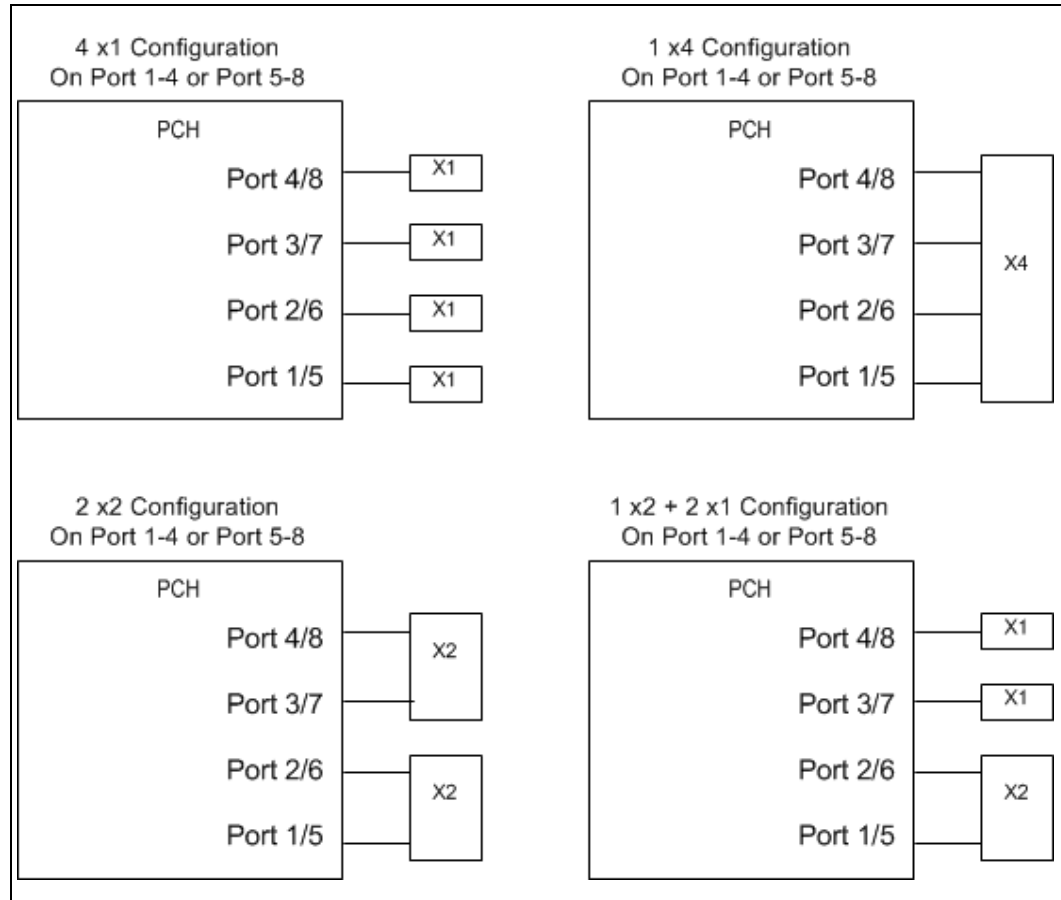 4 x1 Configuration
On Port 1-4 or Port 5-8
PCH
Port 4/8
X1
Port 3/7
X1
Port 2/6
X1
Port 1/5
X1
1 x4 Configuration
On Port 1-4 or Port 5-8
PCH
Port 4/8
Port 3/7
X4
Port 2/6
Port 1/5
2 x2 Configuration
On Port 1-4 or Port 5-8
PCH
Port 4/8
X2
Port 3/7
Port 2/6
X2
Port 1/5
1 x2 + 2 x1 Configuration
On Port 1-4 or Port 5-8
PCH
Port 4/8
X1
Port 3/7
X1
Port 2/6
X2
Port 1/5